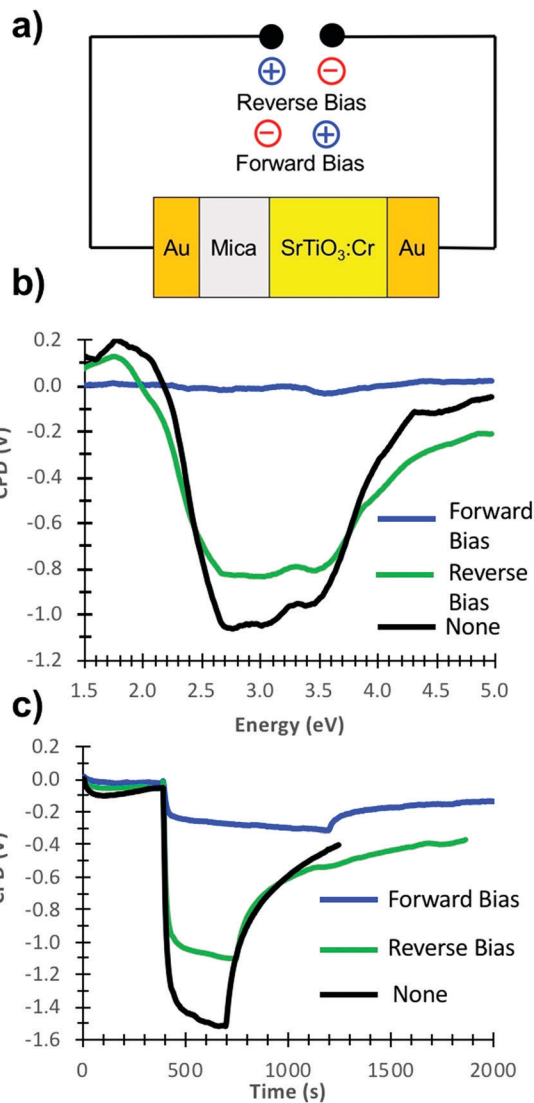 a)
+ −
Reverse Bias
− +
Forward Bias
Au Mica SrTiO₃:Cr Au
b)
0.2
0.0
-0.2
-0.4
-0.6
-0.8
-1.0
-1.2
CPD (V)
Forward
Bias
Reverse
Bias
None
1.5 2.0 2.5 3.0 3.5 4.0 4.5 5.0
Energy (eV)
c)
0.2
0.0
-0.2
-0.4
-0.6
-0.8
-1.0
-1.2
-1.4
-1.6
CPD (V)
Forward Bias
Reverse Bias
None
0 500 1000 1500 2000
Time (s)